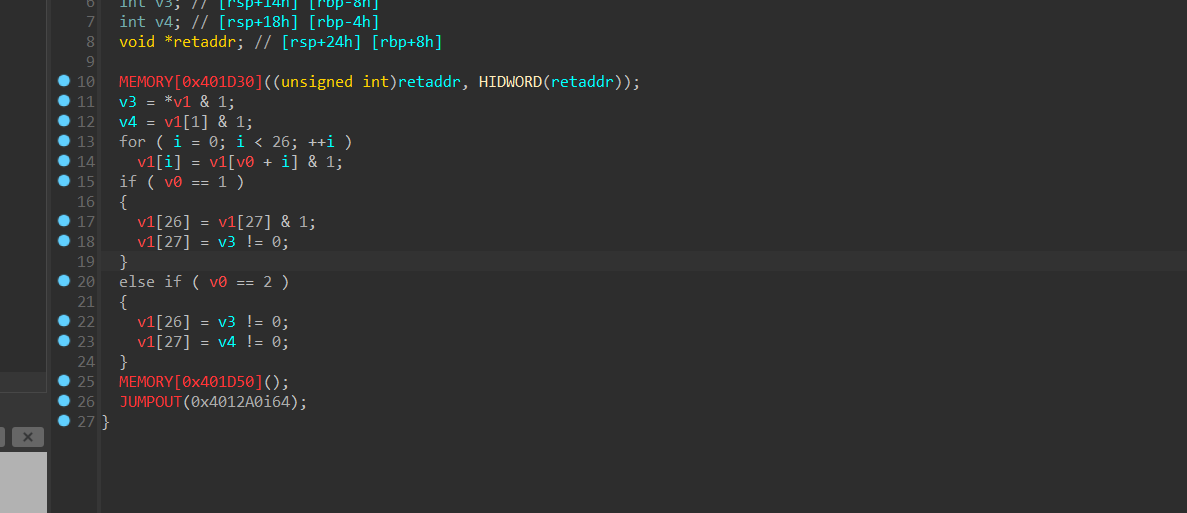 6 int v3; // [rsp+14h] [rbp-8h]
7 int v4; // [rsp+18h] [rbp-4h]
8 void *retaddr; // [rsp+24h] [rbp+8h]
9
10 MEMORY[0x401D30]((unsigned int)retaddr, HIDWORD(retaddr));
11 v3 = *v1 & 1;
12 v4 = v1[1] & 1;
13 for ( i = 0; i < 26; ++i )
14 v1[i] = v1[v0 + i] & 1;
15 if ( v0 == 1 )
16 {
17 v1[26] = v1[27] & 1;
18 v1[27] = v3 != 0;
19 }
20 else if ( v0 == 2 )
21 {
22 v1[26] = v3 != 0;
23 v1[27] = v4 != 0;
24 }
25 MEMORY[0x401D50]();
26 JUMPOUT(0x4012A0i64);
27 }